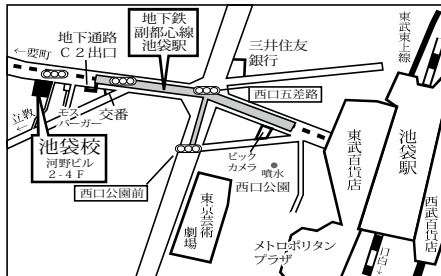 ←要町
地下通路
C2出口
地下鉄
副都心線
池袋駅
三井住友
銀行
東武東上線
西口五差路
モス
バーガー
交番
立教
←
池袋校
河野ビル
2-4F
西口公園前
ビック
カメラ
噴水
西口公園
東京芸術
劇場
東武百貨店
池袋駅
西武百貨店
メトロポリタン
プラザ
目白